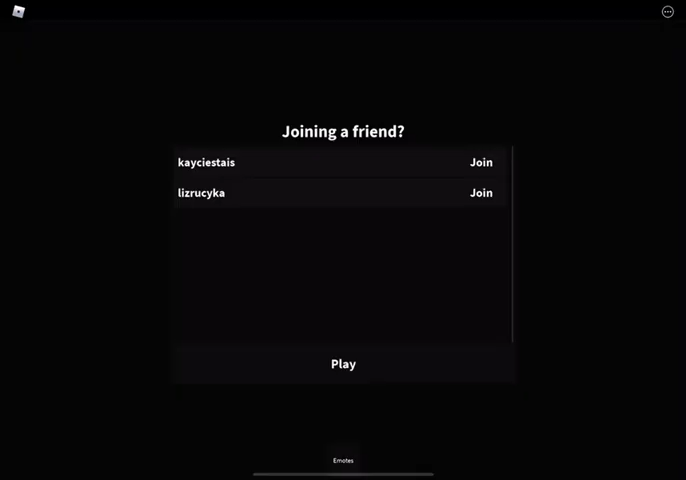 Joining a friend?
kayciestais Join
lizrucyka Join
Play
Emotes